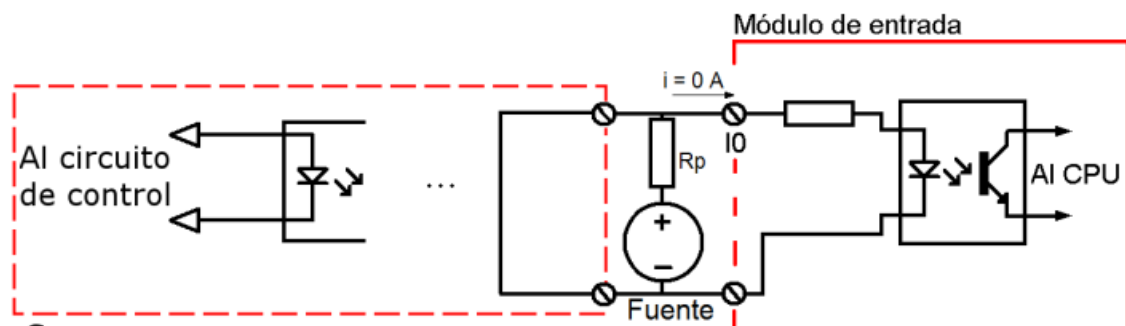 Módulo de entrada
i = 0 A
Al circuito
de control
...
I0
Rp
+
−
Fuente
Al CPU